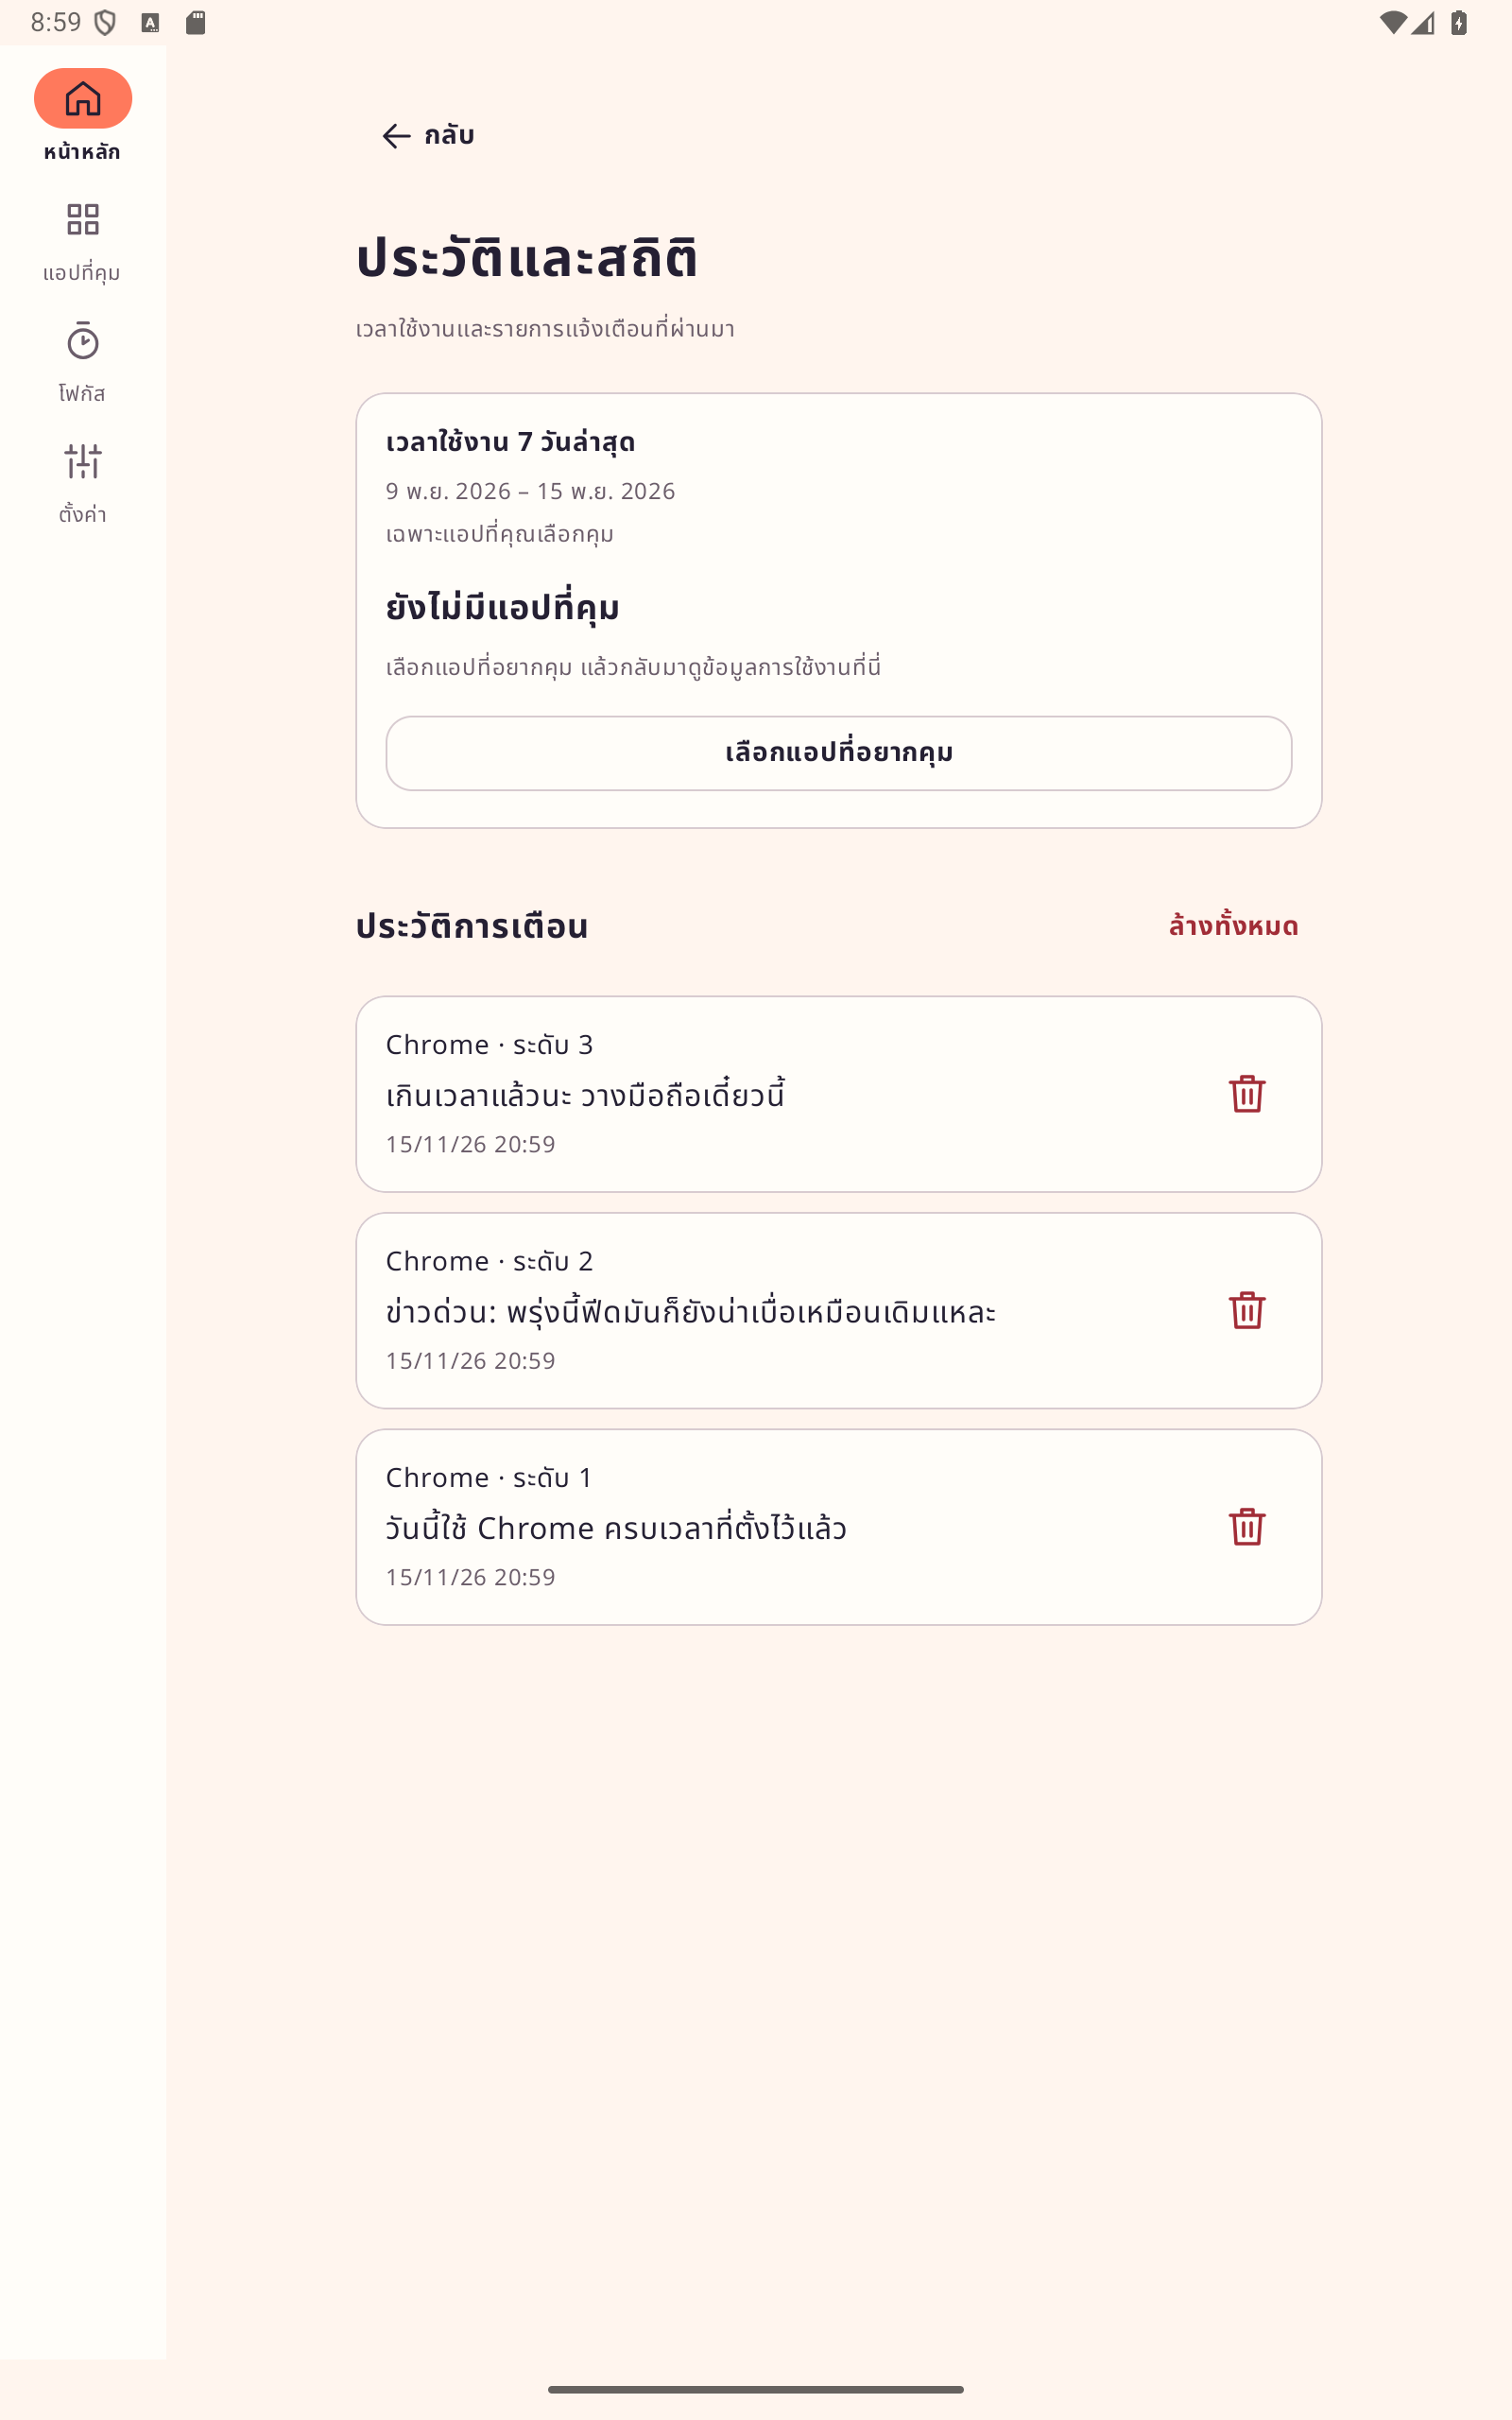 8:59
หน้าหลัก
แอปที่คุม
โฟกัส
ตั้งค่า
กลับ
ประวัติและสถิติ
เวลาใช้งานและรายการแจ้งเตือนที่ผ่านมา
เวลาใช้งาน 7 วันล่าสุด
9 พ.ย. 2026 – 15 พ.ย. 2026
เฉพาะแอปที่คุณเลือกคุม
ยังไม่มีแอปที่คุม
เลือกแอปที่อยากคุม แล้วกลับมาดูข้อมูลการใช้งานที่นี่
เลือกแอปที่อยากคุม
ประวัติการเตือน
ล้างทั้งหมด
Chrome · ระดับ 3
เกินเวลาแล้วนะ วางมือถือเดี๋ยวนี้
15/11/26 20:59
Chrome · ระดับ 2
ข่าวด่วน: พรุ่งนี้ฟีดมันก็ยังน่าเบื่อเหมือนเดิมแหละ
15/11/26 20:59
Chrome · ระดับ 1
วันนี้ใช้ Chrome ครบเวลาที่ตั้งไว้แล้ว
15/11/26 20:59